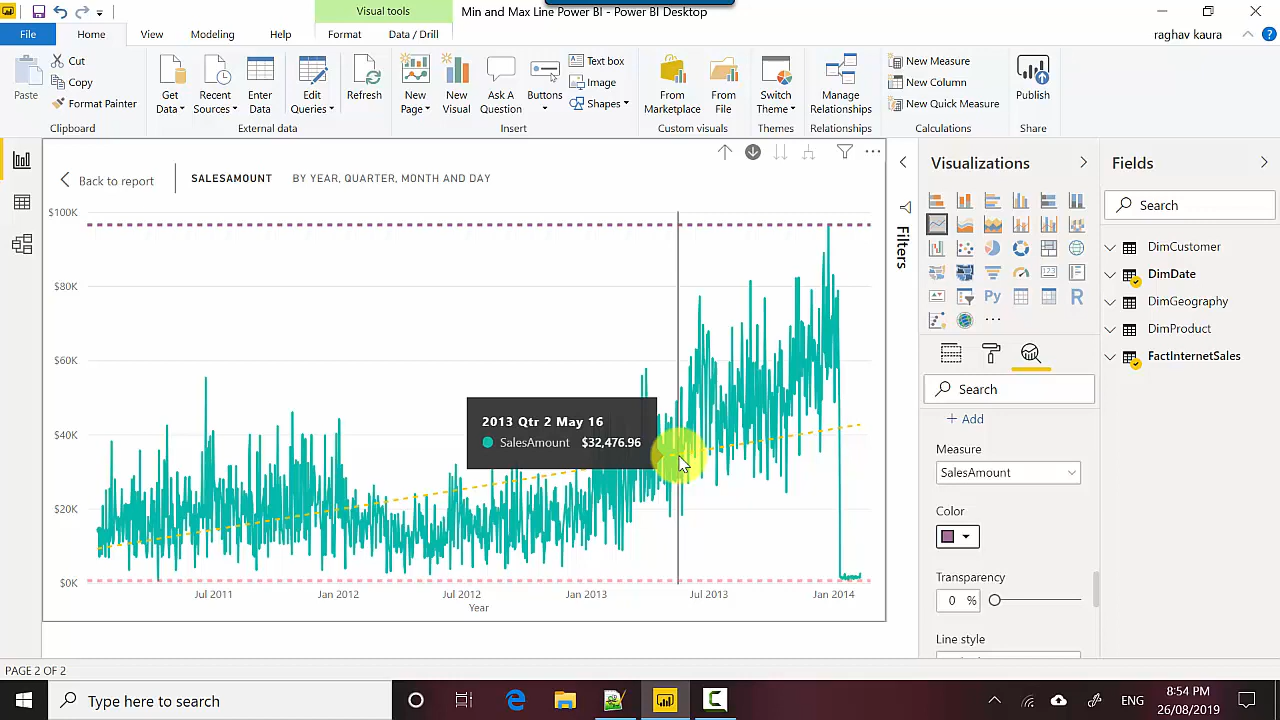 Visual tools
Min and Max Line Power BI - Power BI Desktop
File
Home
View
Modeling
Help
Format
Data / Drill
raghav kaura
Paste
Cut
Copy
Format Painter
Clipboard
Get Data
Recent Sources
Enter Data
Edit Queries
Refresh
External data
New Page
New Visual
Ask A Question
Buttons
Text box
Image
Shapes
Insert
From Marketplace
From File
Custom visuals
Switch Theme
Themes
Manage Relationships
Relationships
New Measure
New Column
New Quick Measure
Calculations
Publish
Share
Back to report
SALESAMOUNT
BY YEAR, QUARTER, MONTH AND DAY
$100K
$80K
$60K
$40K
$20K
$0K
2013 Qtr 2 May 16
SalesAmount $32,476.96
Jul 2011
Jan 2012
Jul 2012
Jan 2013
Jul 2013
Jan 2014
Year
Filters
Visualizations
Py
R
Search
Add
Measure
SalesAmount
Color
Transparency
0 %
Line style
Fields
Search
DimCustomer
DimDate
DimGeography
DimProduct
FactInternetSales
PAGE 2 OF 2
Type here to search
ENG
8:54 PM
26/08/2019